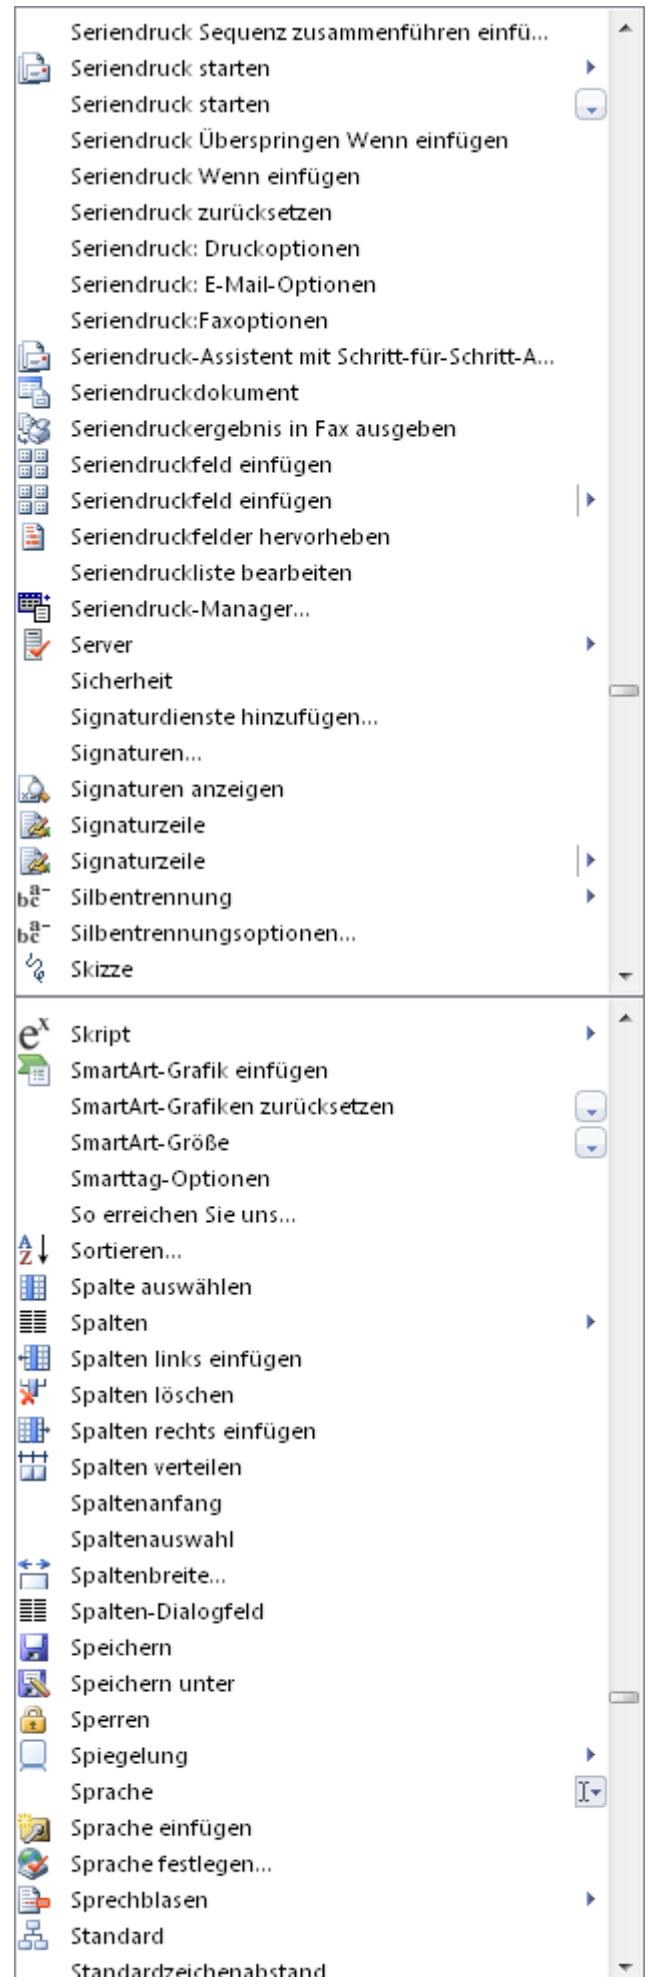 Seriendruck Sequenz zusammenführen einfü...
Seriendruck starten
Seriendruck starten
Seriendruck Überspringen Wenn einfügen
Seriendruck Wenn einfügen
Seriendruck zurücksetzen
Seriendruck: Druckoptionen
Seriendruck: E-Mail-Optionen
Seriendruck:Faxoptionen
Seriendruck-Assistent mit Schritt-für-Schritt-A...
Seriendruckdokument
Seriendruckergebnis in Fax ausgeben
Seriendruckfeld einfügen
Seriendruckfeld einfügen
Seriendruckfelder hervorheben
Seriendruckliste bearbeiten
Seriendruck-Manager...
Server
Sicherheit
Signaturdienste hinzufügen...
Signaturen...
Signaturen anzeigen
Signaturzeile
Signaturzeile
Silbentrennung
Silbentrennungsoptionen...
Skizze
Skript
SmartArt-Grafik einfügen
SmartArt-Grafiken zurücksetzen
SmartArt-Größe
Smarttag-Optionen
So erreichen Sie uns...
Sortieren...
Spalte auswählen
Spalten
Spalten links einfügen
Spalten löschen
Spalten rechts einfügen
Spalten verteilen
Spaltenanfang
Spaltenauswahl
Spaltenbreite...
Spalten-Dialogfeld
Speichern
Speichern unter
Sperren
Spiegelung
Sprache
Sprache einfügen
Sprache festlegen...
Sprechblasen
Standard
Standardzeichenabstand